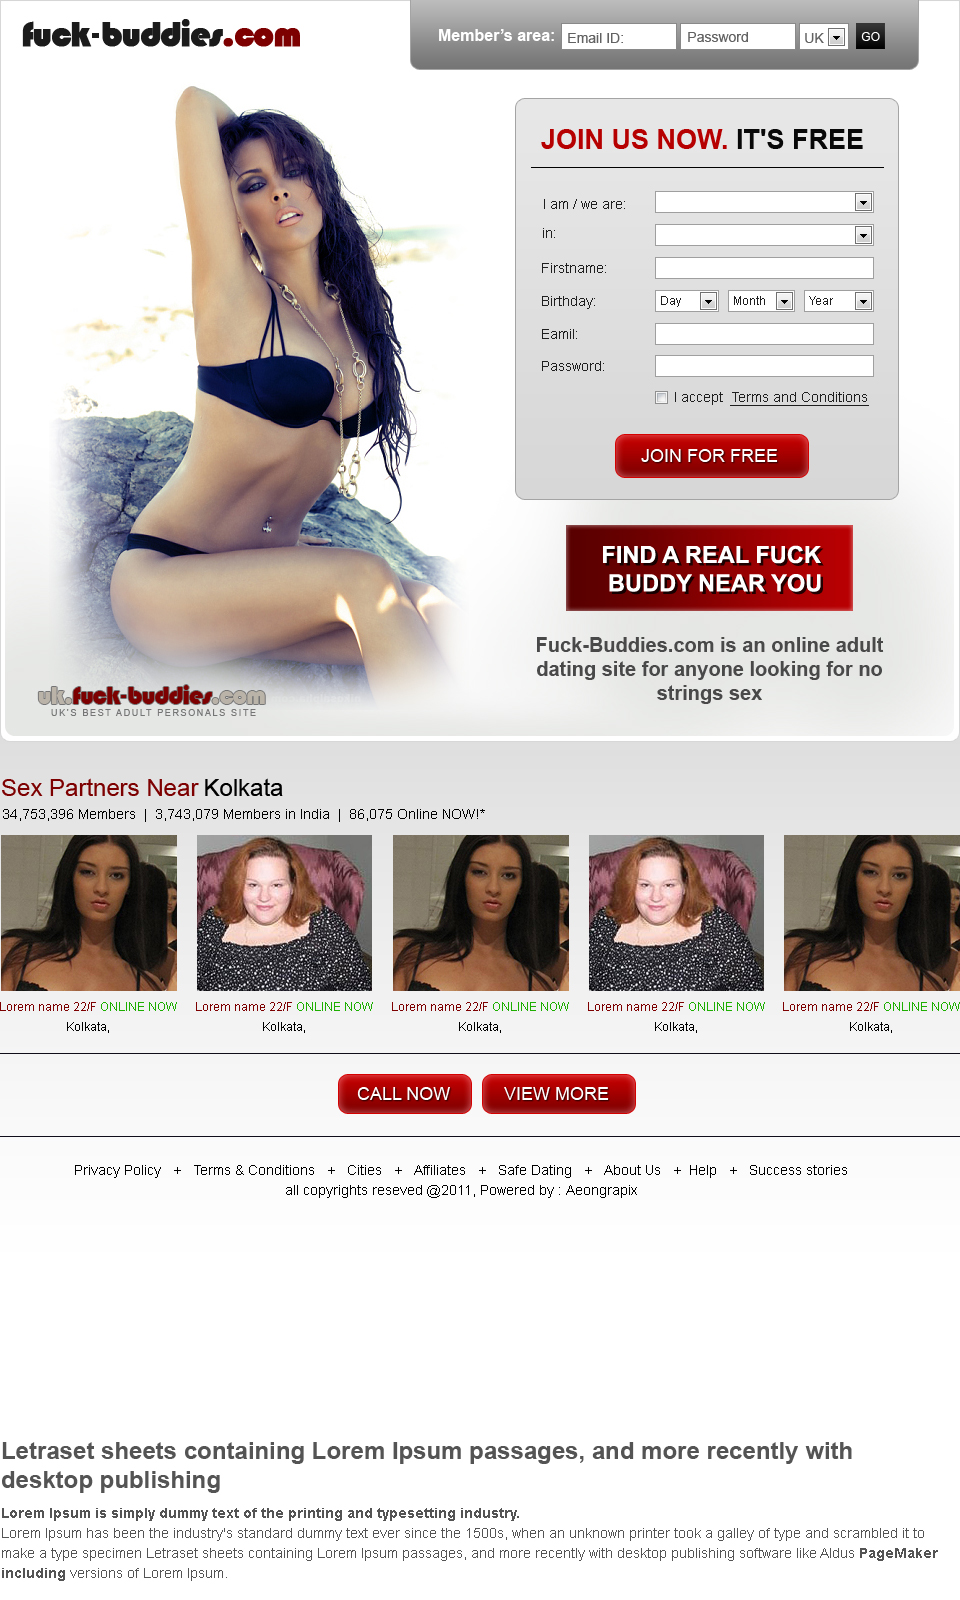 fuck-buddies.com
Member's area: Email ID: Password UK GO
JOIN US NOW. IT'S FREE
I am / we are:
in:
Firstname:
Birthday: Day Month Year
Eamil:
Password:
I accept Terms and Conditions
JOIN FOR FREE
FIND A REAL FUCK
BUDDY NEAR YOU
Fuck-Buddies.com is an online adult
dating site for anyone looking for no
strings sex
uk.fuck-buddies.com
UK'S BEST ADULT PERSONALS SITE
Sex Partners Near Kolkata
34,753,396 Members | 3,743,079 Members in India | 86,075 Online NOW!*
Lorem name 22/F ONLINE NOW Lorem name 22/F ONLINE NOW Lorem name 22/F ONLINE NOW Lorem name 22/F ONLINE NOW Lorem name 22/F ONLINE NOW
Kolkata, Kolkata, Kolkata, Kolkata, Kolkata,
CALL NOW VIEW MORE
Privacy Policy + Terms & Conditions + Cities + Affiliates + Safe Dating + About Us + Help + Success stories
all copyrights reseved @2011, Powered by : Aeongrapix
Letraset sheets containing Lorem Ipsum passages, and more recently with
desktop publishing
Lorem Ipsum is simply dummy text of the printing and typesetting industry.
Lorem Ipsum has been the industry's standard dummy text ever since the 1500s, when an unknown printer took a galley of type and scrambled it to
make a type specimen Letraset sheets containing Lorem Ipsum passages, and more recently with desktop publishing software like Aldus PageMaker
including versions of Lorem Ipsum.